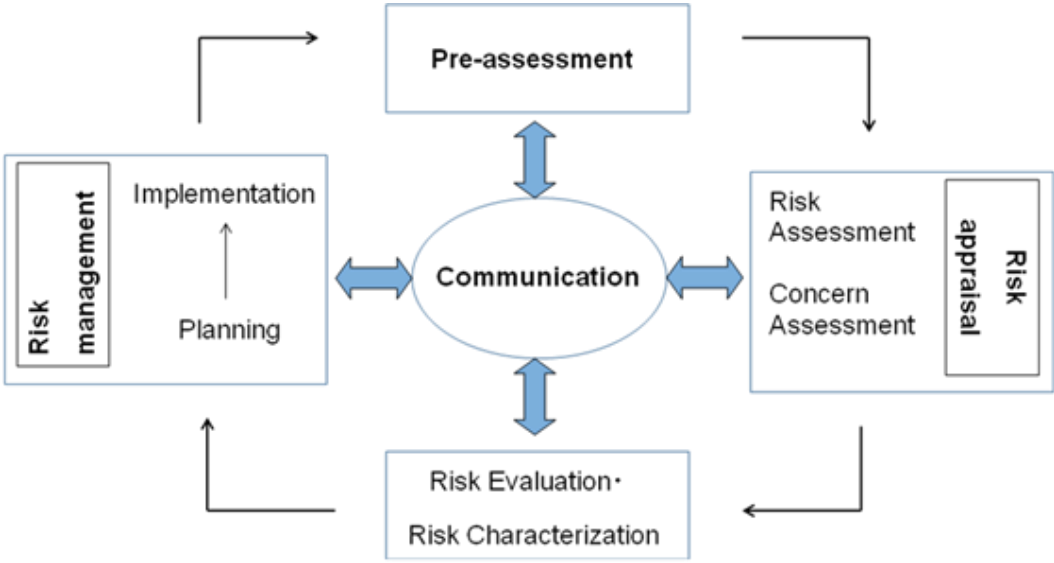 Pre-assessment
Risk
management
Implementation
Planning
Communication
Risk
Assessment
Concern
Assessment
Risk
appraisal
Risk Evaluation・
Risk Characterization